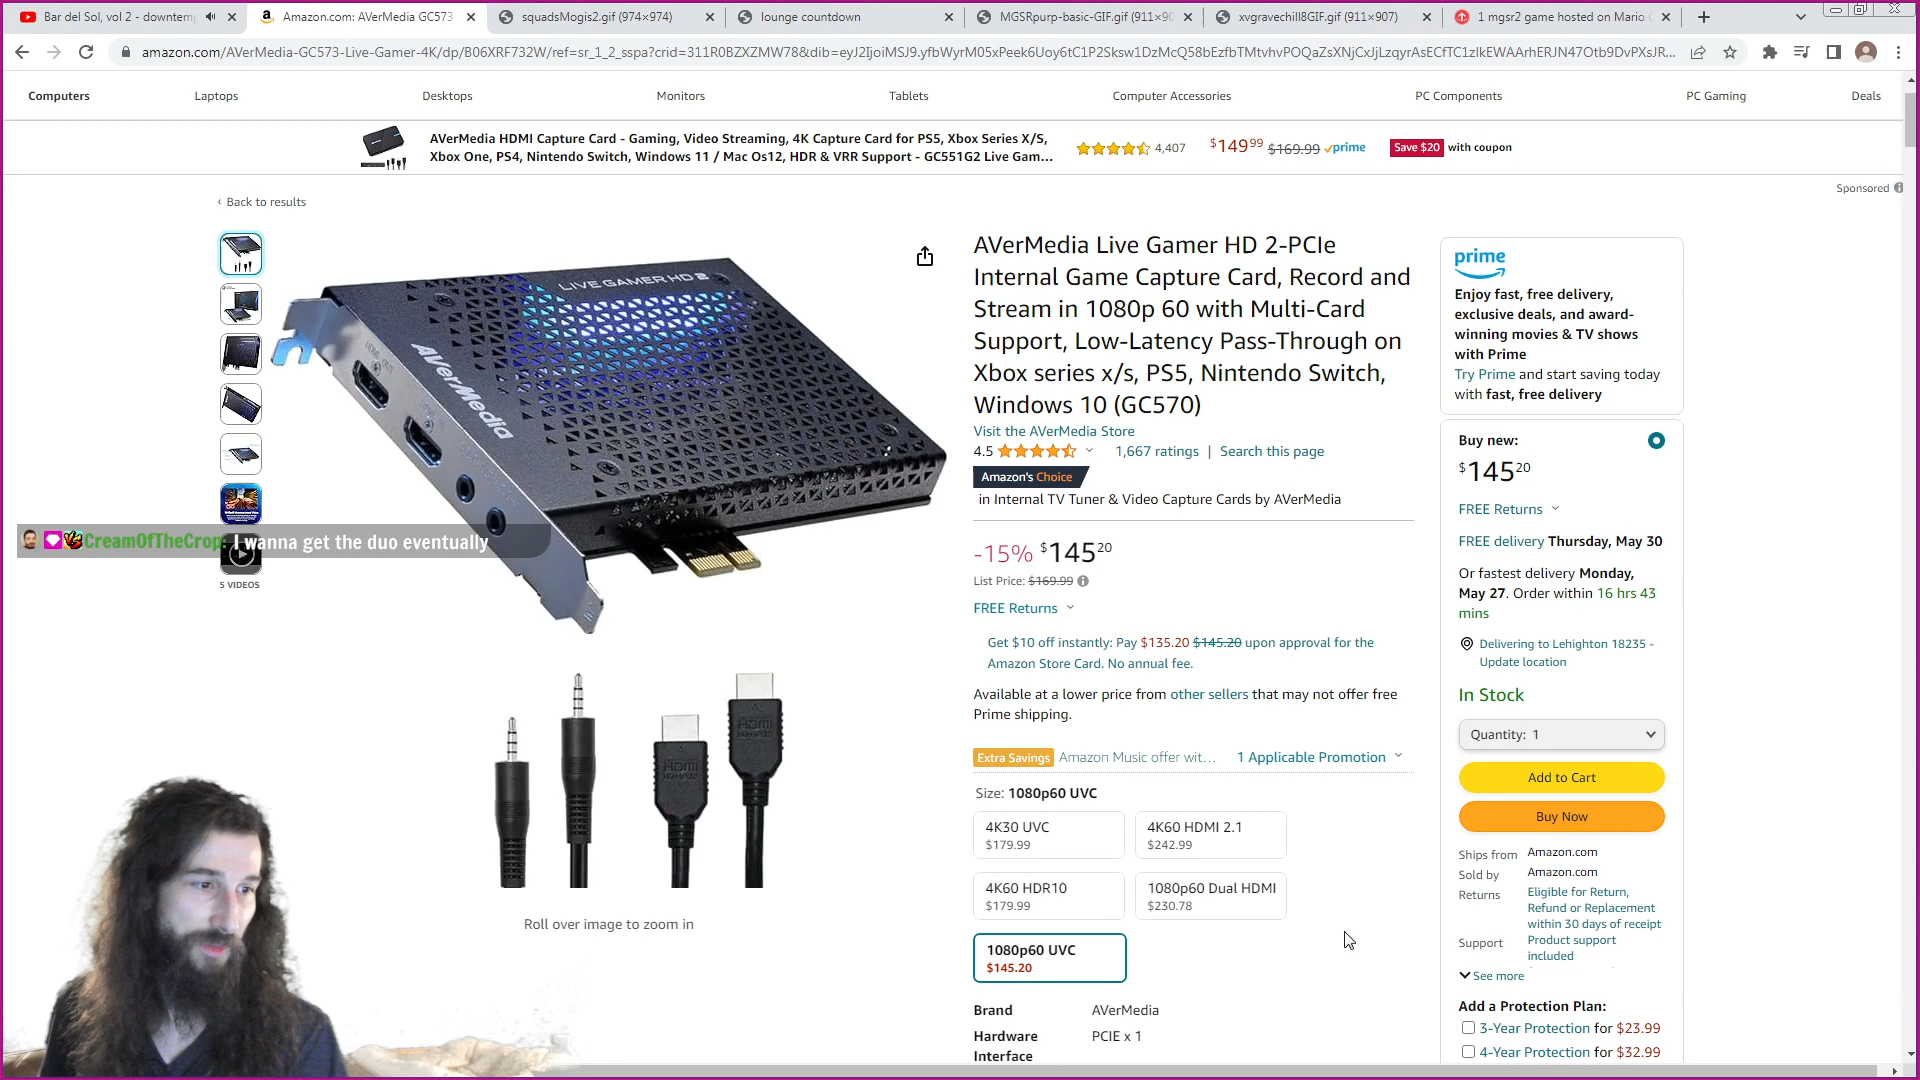 Bar del Sol, vol 2 - downtemp
Amazon.com: AVerMedia GC573
squadsMogis2.gif (974×974)
lounge countdown
MGSRpurp-basic-GIF.gif (911×90
xvgravechill8GIF.gif (911×907)
1 mgsr2 game hosted on Mario G
Computers
Laptops
Desktops
Monitors
Tablets
Computer Accessories
PC Components
PC Gaming
Deals
AVerMedia HDMI Capture Card - Gaming, Video Streaming, 4K Capture Card for PS5, Xbox Series X/S,
Xbox One, PS4, Nintendo Switch, Windows 11 / Mac Os12, HDR & VRR Support - GC551G2 Live Gam...
4,407
$149.99 $169.99 prime
Save $20 with coupon
Sponsored
‹ Back to results
LIVE GAMER HD 2
AVerMedia
5 VIDEOS
CreamOfTheCrop: I wanna get the duo eventually
Roll over image to zoom in
AVerMedia Live Gamer HD 2-PCIe
Internal Game Capture Card, Record and
Stream in 1080p 60 with Multi-Card
Support, Low-Latency Pass-Through on
Xbox series x/s, PS5, Nintendo Switch,
Windows 10 (GC570)
Visit the AVerMedia Store
4.5
1,667 ratings | Search this page
Amazon's Choice
in Internal TV Tuner & Video Capture Cards by AVerMedia
-15% $145.20
List Price: $169.99
FREE Returns
Get $10 off instantly: Pay $135.20 $145.20 upon approval for the
Amazon Store Card. No annual fee.
Available at a lower price from other sellers that may not offer free
Prime shipping.
Extra Savings Amazon Music offer wit... 1 Applicable Promotion
Size: 1080p60 UVC
4K30 UVC
$179.99
4K60 HDMI 2.1
$242.99
4K60 HDR10
$179.99
1080p60 Dual HDMI
$230.78
1080p60 UVC
$145.20
Brand AVerMedia
Hardware PCIE x 1
Interface
prime
Enjoy fast, free delivery,
exclusive deals, and award-
winning movies & TV shows
with Prime
Try Prime and start saving today
with fast, free delivery
Buy new:
$145.20
FREE Returns
FREE delivery Thursday, May 30
Or fastest delivery Monday,
May 27. Order within 16 hrs 43
mins
Delivering to Lehighton 18235 -
Update location
In Stock
Quantity: 1
Add to Cart
Buy Now
Ships from Amazon.com
Sold by Amazon.com
Returns Eligible for Return,
Refund or Replacement
within 30 days of receipt
Support Product support
included
See more
Add a Protection Plan:
3-Year Protection for $23.99
4-Year Protection for $32.99